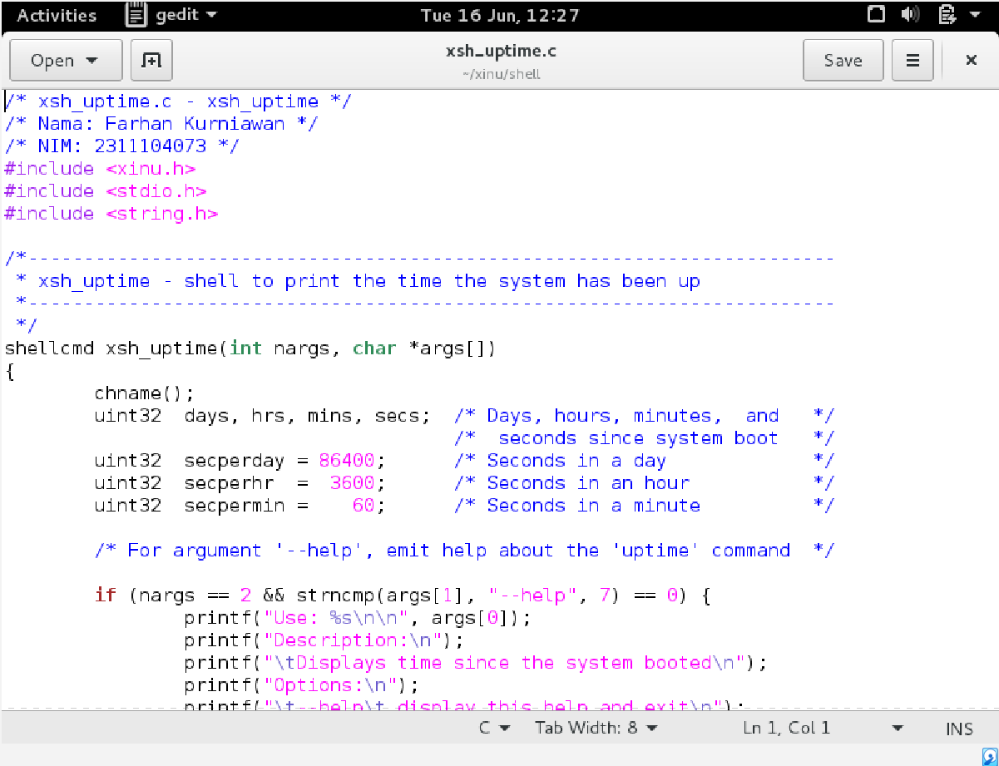 Activities gedit Tue 16 Jun, 12:27
Open xsh_uptime.c Save
~/xinu/shell
/* xsh_uptime.c - xsh_uptime */
/* Nama: Farhan Kurniawan */
/* NIM: 2311104073 */
#include <xinu.h>
#include <stdio.h>
#include <string.h>
/*------------------------------------------------------------------------
 * xsh_uptime - shell to print the time the system has been up
 *------------------------------------------------------------------------
 */
shellcmd xsh_uptime(int nargs, char *args[])
{
        chname();
        uint32  days, hrs, mins, secs;  /* Days, hours, minutes,  and   */
                                        /*  seconds since system boot   */
        uint32  secperday = 86400;      /* Seconds in a day             */
        uint32  secperhr  =  3600;      /* Seconds in an hour           */
        uint32  secpermin =    60;      /* Seconds in a minute          */
        /* For argument '--help', emit help about the 'uptime' command  */
        if (nargs == 2 && strncmp(args[1], "--help", 7) == 0) {
                printf("Use: %s\n\n", args[0]);
                printf("Description:\n");
                printf("\tDisplays time since the system booted\n");
                printf("Options:\n");
                printf("\t--help\t display this help and exit\n");
C Tab Width: 8 Ln 1, Col 1 INS